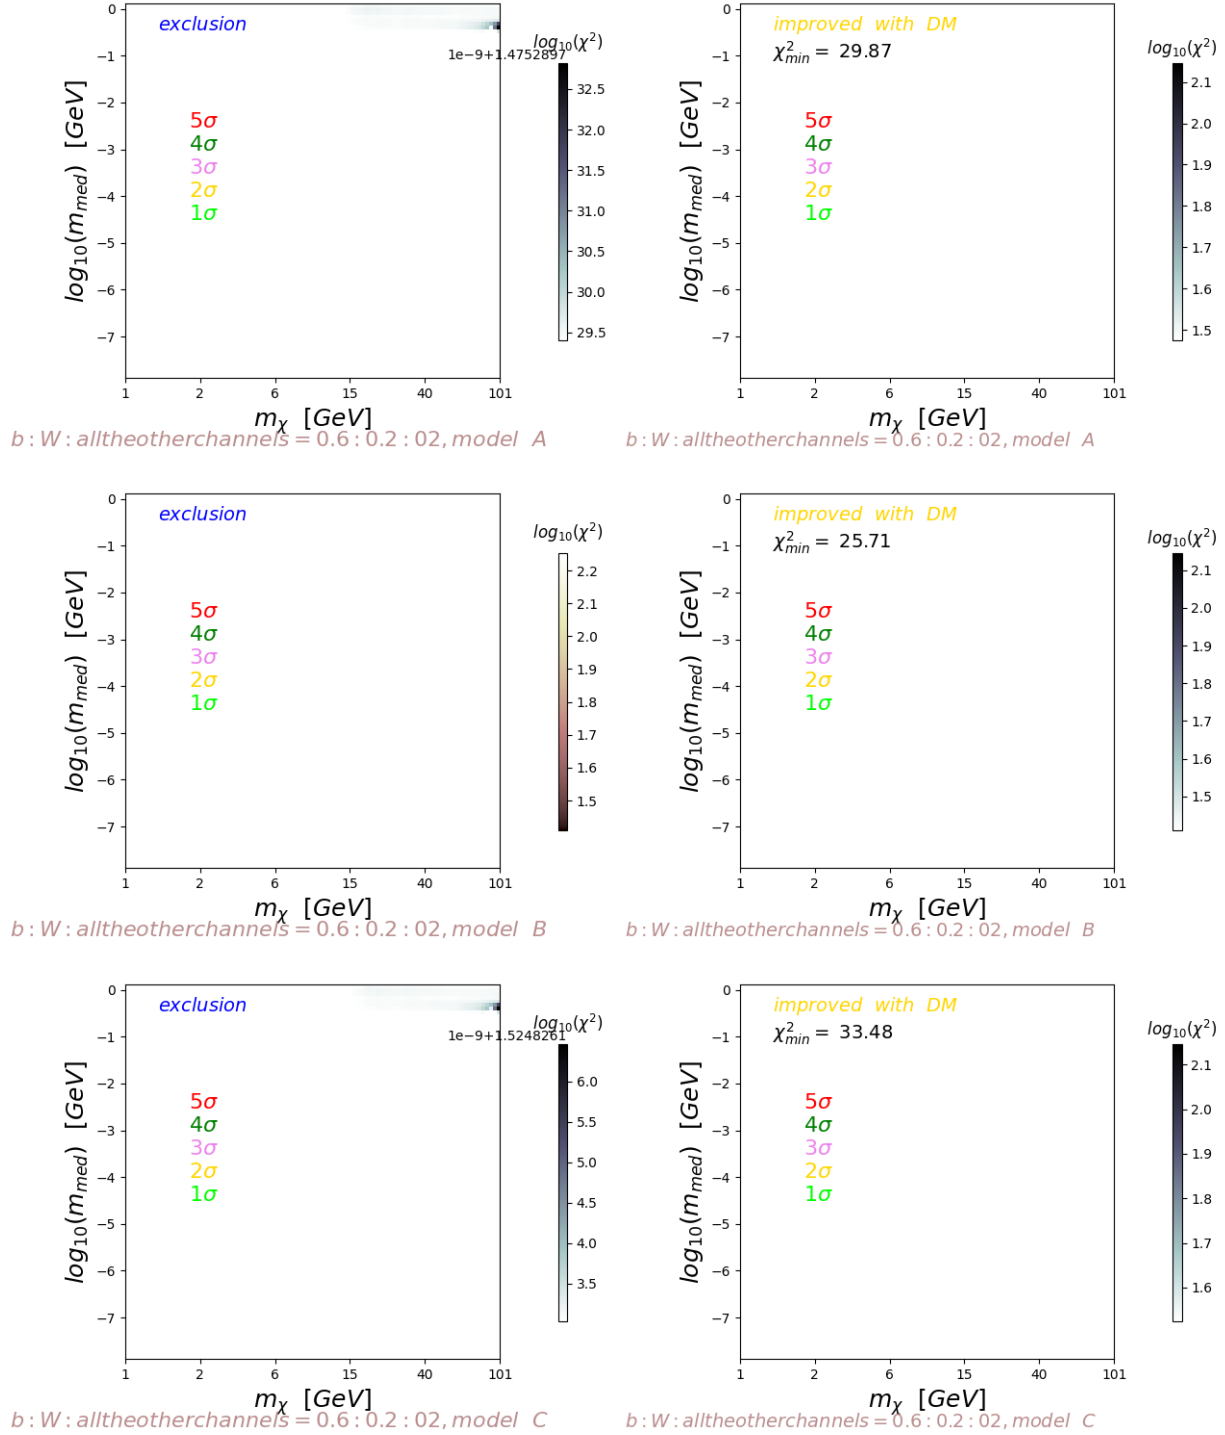 exclusion
log₁₀(χ²)
1e-9+1.4752897
0
−1
−2
−3
−4
−5
−6
−7
log₁₀(m_med) [GeV]
5σ
4σ
3σ
2σ
1σ
32.5
32.0
31.5
31.0
30.5
30.0
29.5
1 2 6 15 40 101
m_χ [GeV]
b : W : alltheotherchannels = 0.6 : 0.2 : 02, model A
improved with DM
χ²_min = 29.87
log₁₀(χ²)
0
−1
−2
−3
−4
−5
−6
−7
log₁₀(m_med) [GeV]
5σ
4σ
3σ
2σ
1σ
2.1
2.0
1.9
1.8
1.7
1.6
1.5
1 2 6 15 40 101
m_χ [GeV]
b : W : alltheotherchannels = 0.6 : 0.2 : 02, model A
exclusion
log₁₀(χ²)
0
−1
−2
−3
−4
−5
−6
−7
log₁₀(m_med) [GeV]
5σ
4σ
3σ
2σ
1σ
2.2
2.1
2.0
1.9
1.8
1.7
1.6
1.5
1 2 6 15 40 101
m_χ [GeV]
b : W : alltheotherchannels = 0.6 : 0.2 : 02, model B
improved with DM
χ²_min = 25.71
log₁₀(χ²)
0
−1
−2
−3
−4
−5
−6
−7
log₁₀(m_med) [GeV]
5σ
4σ
3σ
2σ
1σ
2.1
2.0
1.9
1.8
1.7
1.6
1.5
1 2 6 15 40 101
m_χ [GeV]
b : W : alltheotherchannels = 0.6 : 0.2 : 02, model B
exclusion
log₁₀(χ²)
1e-9+1.5248261
0
−1
−2
−3
−4
−5
−6
−7
log₁₀(m_med) [GeV]
5σ
4σ
3σ
2σ
1σ
6.0
5.5
5.0
4.5
4.0
3.5
1 2 6 15 40 101
m_χ [GeV]
b : W : alltheotherchannels = 0.6 : 0.2 : 02, model C
improved with DM
χ²_min = 33.48
log₁₀(χ²)
0
−1
−2
−3
−4
−5
−6
−7
log₁₀(m_med) [GeV]
5σ
4σ
3σ
2σ
1σ
2.1
2.0
1.9
1.8
1.7
1.6
1 2 6 15 40 101
m_χ [GeV]
b : W : alltheotherchannels = 0.6 : 0.2 : 02, model C